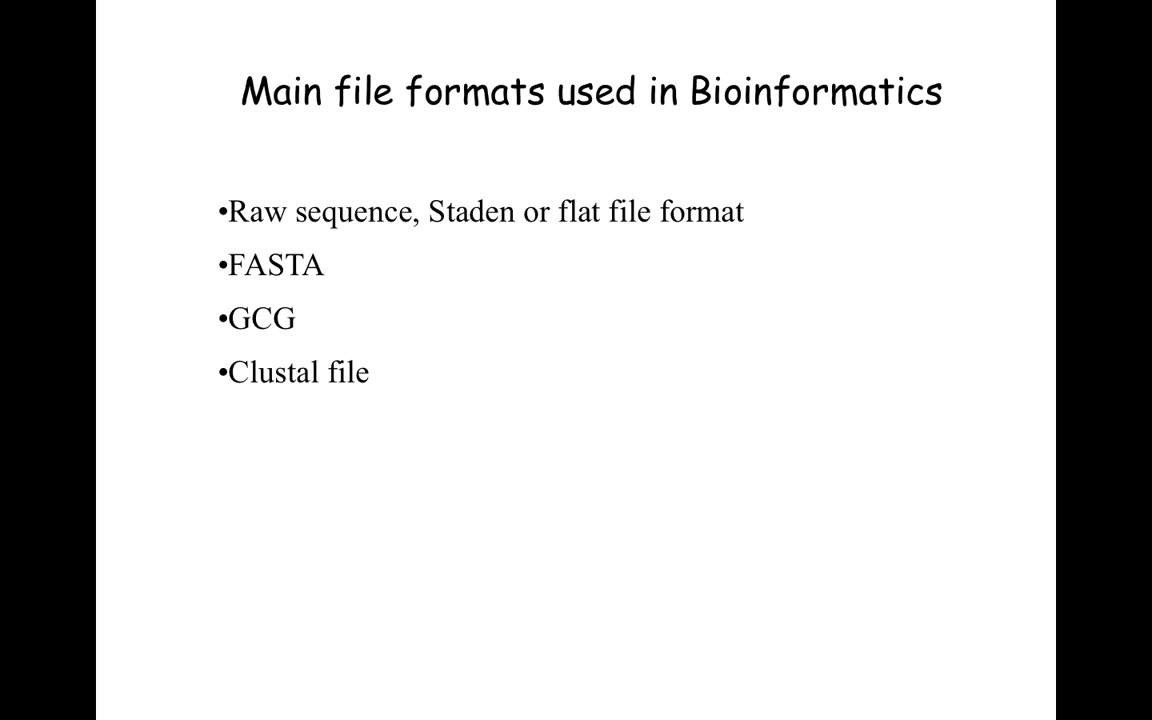 Main file formats used in Bioinformatics
•Raw sequence, Staden or flat file format
•FASTA
•GCG
•Clustal file